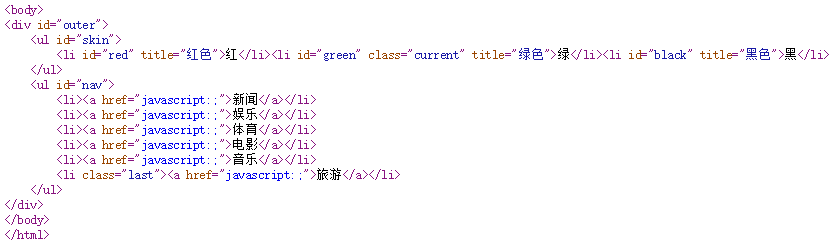 <body>
<div id="outer">
<ul id="skin">
<li id="red" title="红色">红</li><li id="green" class="current" title="绿色">绿</li><li id="black" title="黑色">黑</li>
</ul>
<ul id="nav">
<li><a href="javascript:;">新闻</a></li>
<li><a href="javascript:;">娱乐</a></li>
<li><a href="javascript:;">体育</a></li>
<li><a href="javascript:;">电影</a></li>
<li><a href="javascript:;">音乐</a></li>
<li class="last"><a href="javascript:;">旅游</a></li>
</ul>
</div>
</body>
</html>